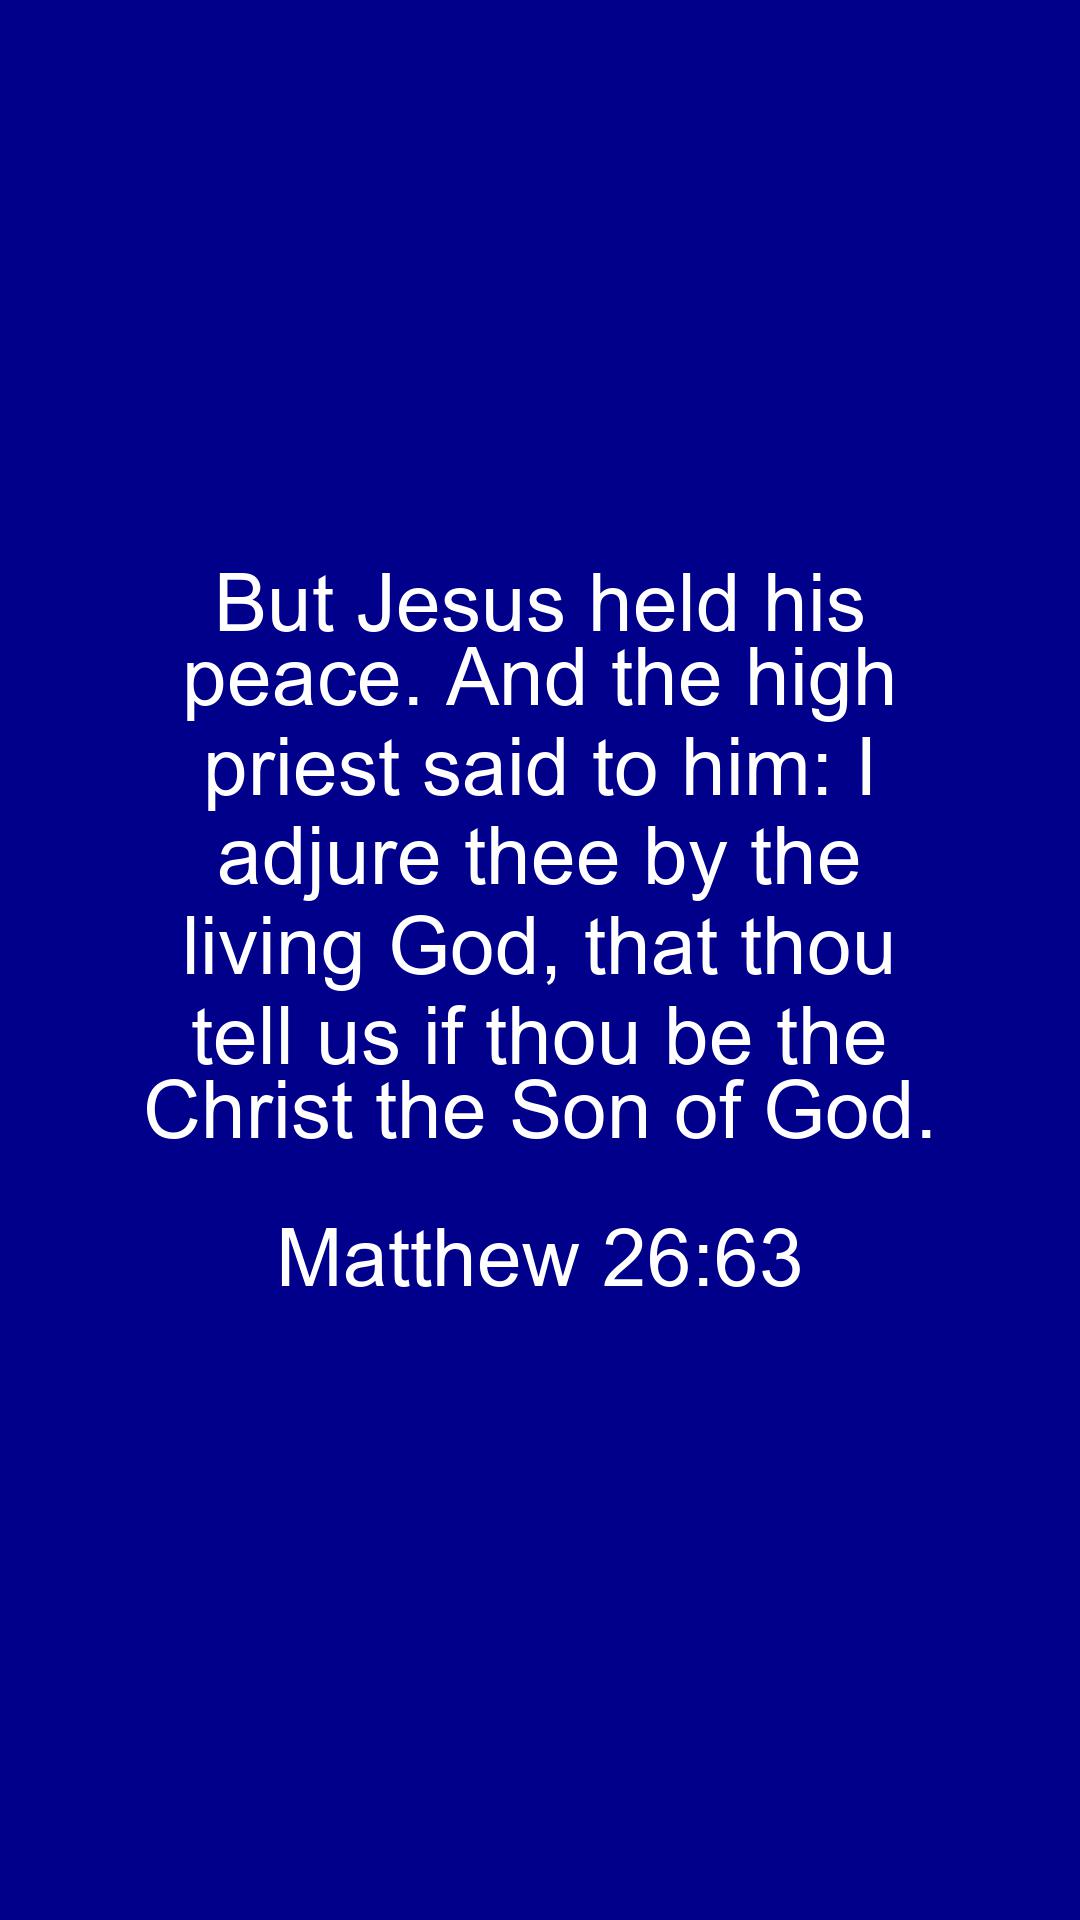 But Jesus held his
peace. And the high
priest said to him: I
adjure thee by the
living God, that thou
tell us if thou be the
Christ the Son of God.
Matthew 26:63